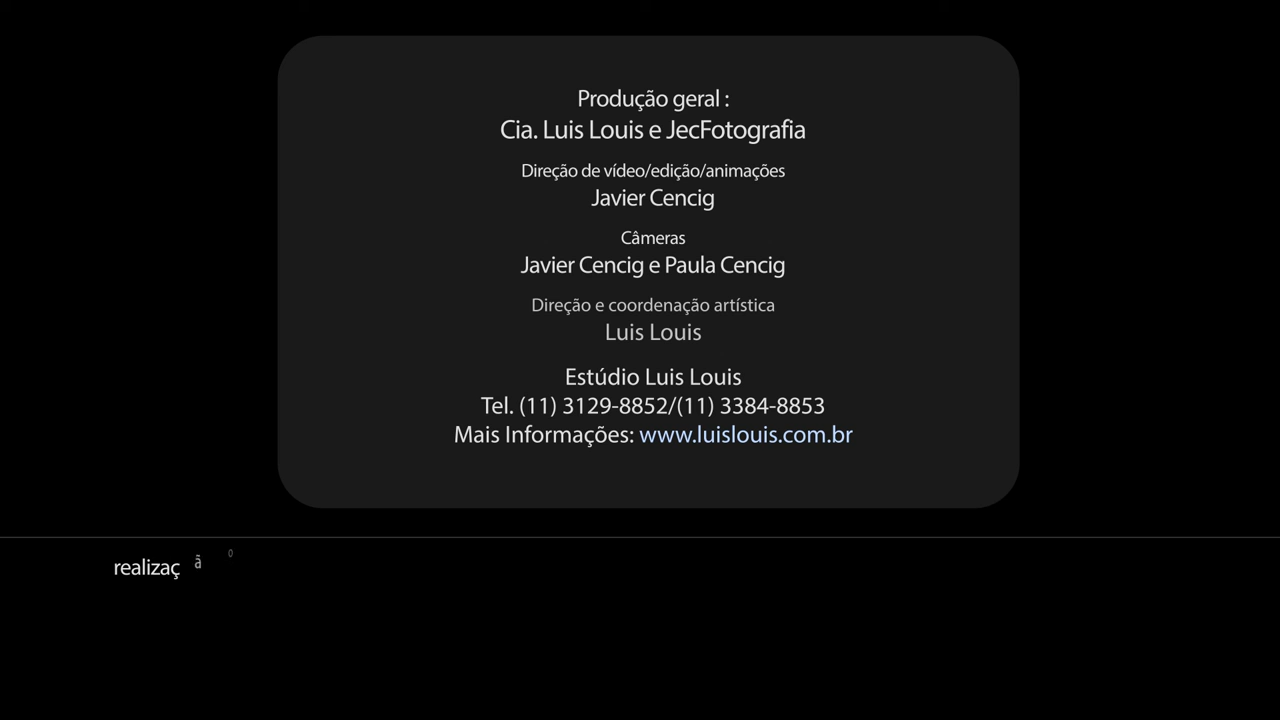 Produção geral :
Cia. Luis Louis e JecFotografia
Direção de vídeo/edição/animações
Javier Cencig
Câmeras
Javier Cencig e Paula Cencig
Direção e coordenação artística
Luis Louis
Estúdio Luis Louis
Tel. (11) 3129-8852/(11) 3384-8853
Mais Informações: www.luislouis.com.br
realização